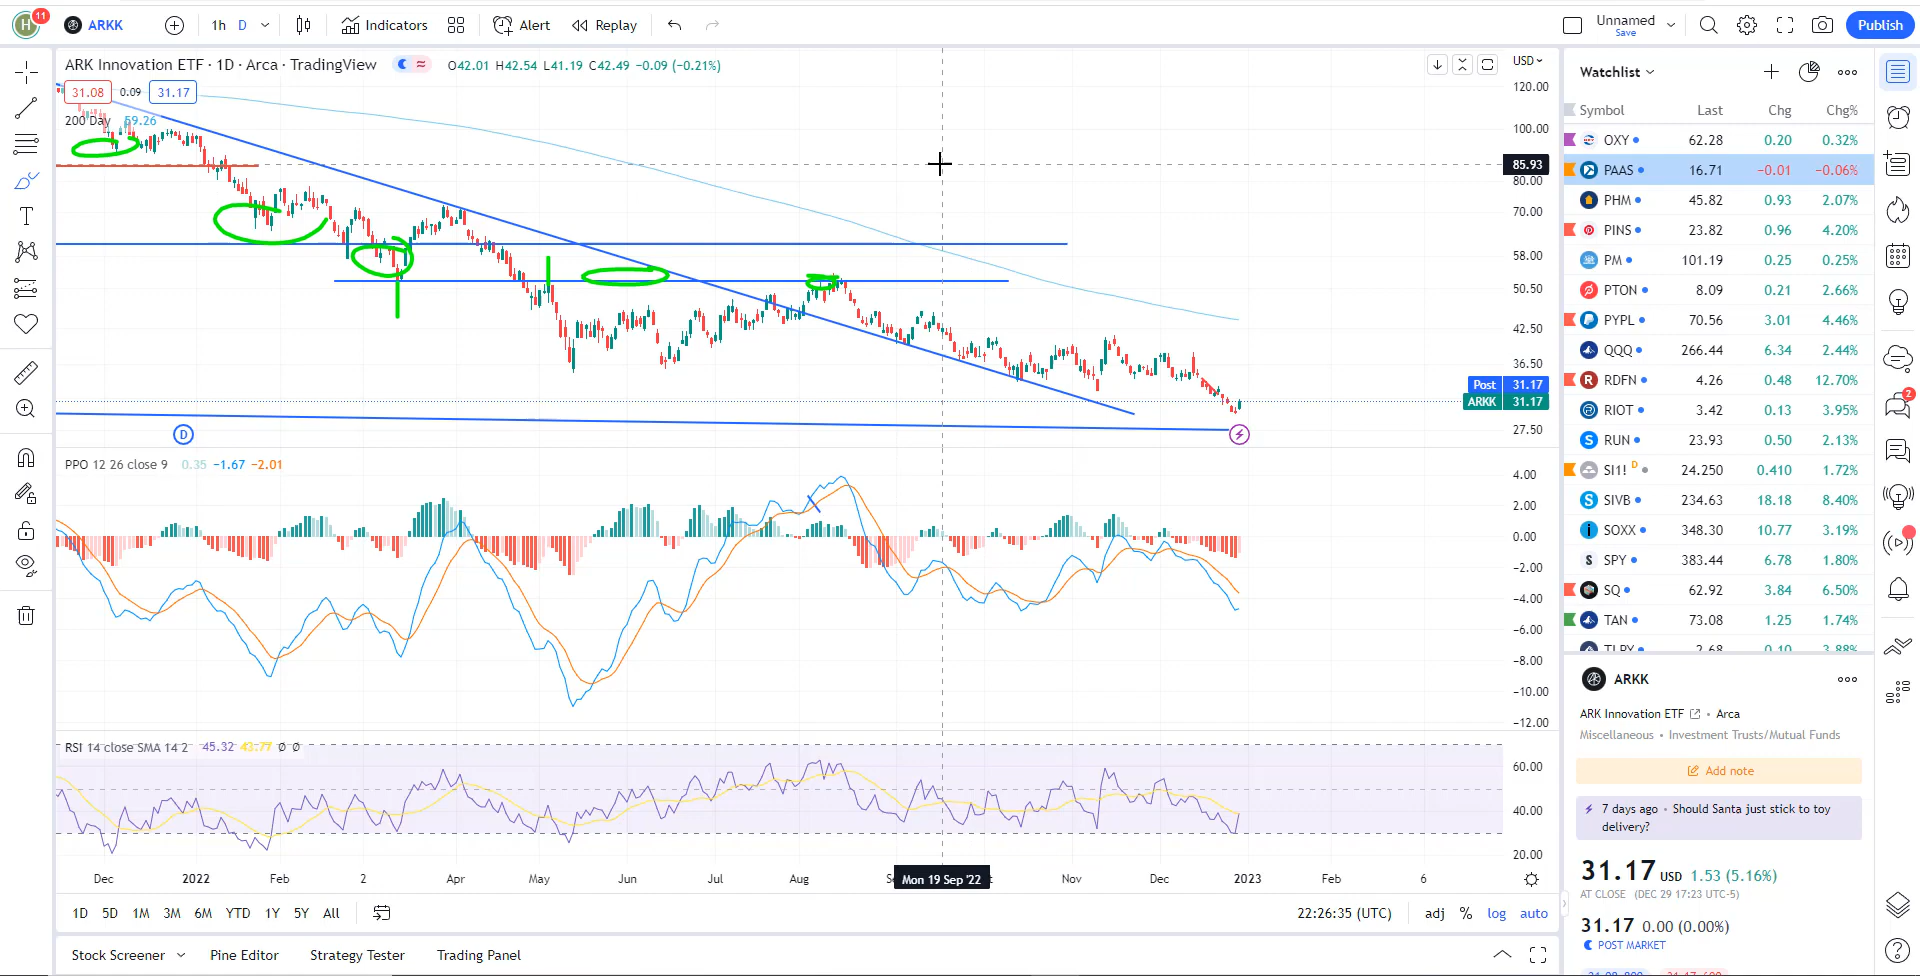 H 11 ARKK 1h D Indicators Alert Replay Unnamed Save Publish
ARK Innovation ETF · 1D · Arca · TradingView O42.01 H42.54 L41.19 C42.49 −0.09 (−0.21%) USD
31.08 0.09 31.17
200 Day 59.26
120.00
100.00
85.93
80.00
70.00
58.00
50.50
42.50
36.50
Post 31.17
ARKK 31.17
27.50
D
PPO 12 26 close 9 0.35 −1.67 −2.01
4.00
2.00
0.00
−2.00
−4.00
−6.00
−8.00
−10.00
−12.00
RSI 14 close SMA 14 2 45.32 43.77 Ø Ø
60.00
40.00
20.00
Dec 2022 Feb 2 Apr May Jun Jul Aug Mon 19 Sep '22 Nov Dec 2023 Feb 6
1D 5D 1M 3M 6M YTD 1Y 5Y All 22:26:35 (UTC) adj % log auto
Stock Screener Pine Editor Strategy Tester Trading Panel
Watchlist
Symbol Last Chg Chg%
OXY 62.28 0.20 0.32%
PAAS 16.71 −0.01 −0.06%
PHM 45.82 0.93 2.07%
PINS 23.82 0.96 4.20%
PM 101.19 0.25 0.25%
PTON 8.09 0.21 2.66%
PYPL 70.56 3.01 4.46%
QQQ 266.44 6.34 2.44%
RDFN 4.26 0.48 12.70%
RIOT 3.42 0.13 3.95%
RUN 23.93 0.50 2.13%
SI1! D 24.250 0.410 1.72%
SIVB 234.63 18.18 8.40%
SOXX 348.30 10.77 3.19%
SPY 383.44 6.78 1.80%
SQ 62.92 3.84 6.50%
TAN 73.08 1.25 1.74%
2
ARKK
ARK Innovation ETF · Arca
Miscellaneous · Investment Trusts/Mutual Funds
Add note
7 days ago · Should Santa just stick to toy
delivery?
31.17 USD 1.53 (5.16%)
AT CLOSE (DEC 29 17:23 UTC-5)
31.17 0.00 (0.00%)
POST MARKET